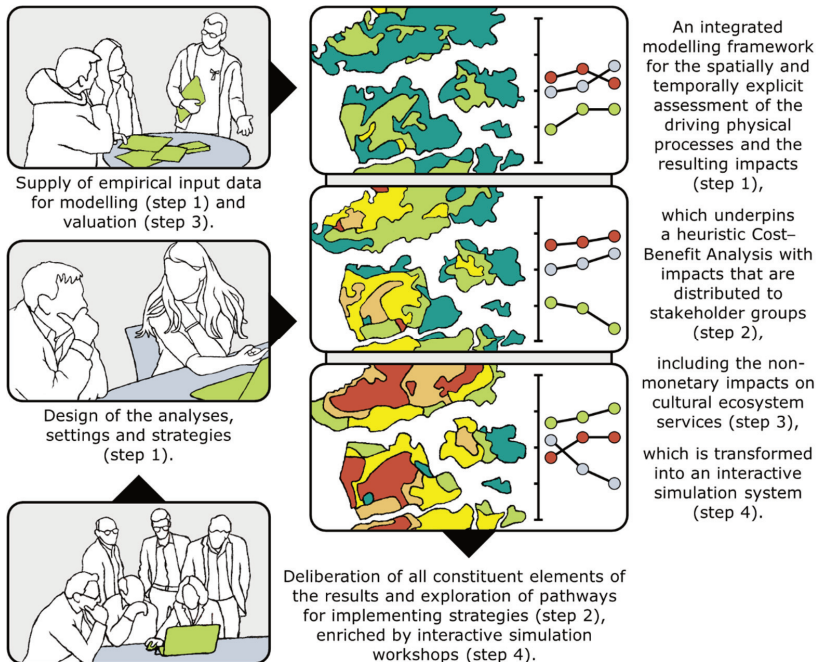 Supply of empirical input data
for modelling (step 1) and
valuation (step 3).
Design of the analyses,
settings and strategies
(step 1).
An integrated
modelling framework
for the spatially and
temporally explicit
assessment of the
driving physical
processes and the
resulting impacts
(step 1),
which underpins
a heuristic Cost–
Benefit Analysis with
impacts that are
distributed to
stakeholder groups
(step 2),
including the non-
monetary impacts on
cultural ecosystem
services (step 3),
which is transformed
into an interactive
simulation system
(step 4).
Deliberation of all constituent elements of
the results and exploration of pathways
for implementing strategies (step 2),
enriched by interactive simulation
workshops (step 4).